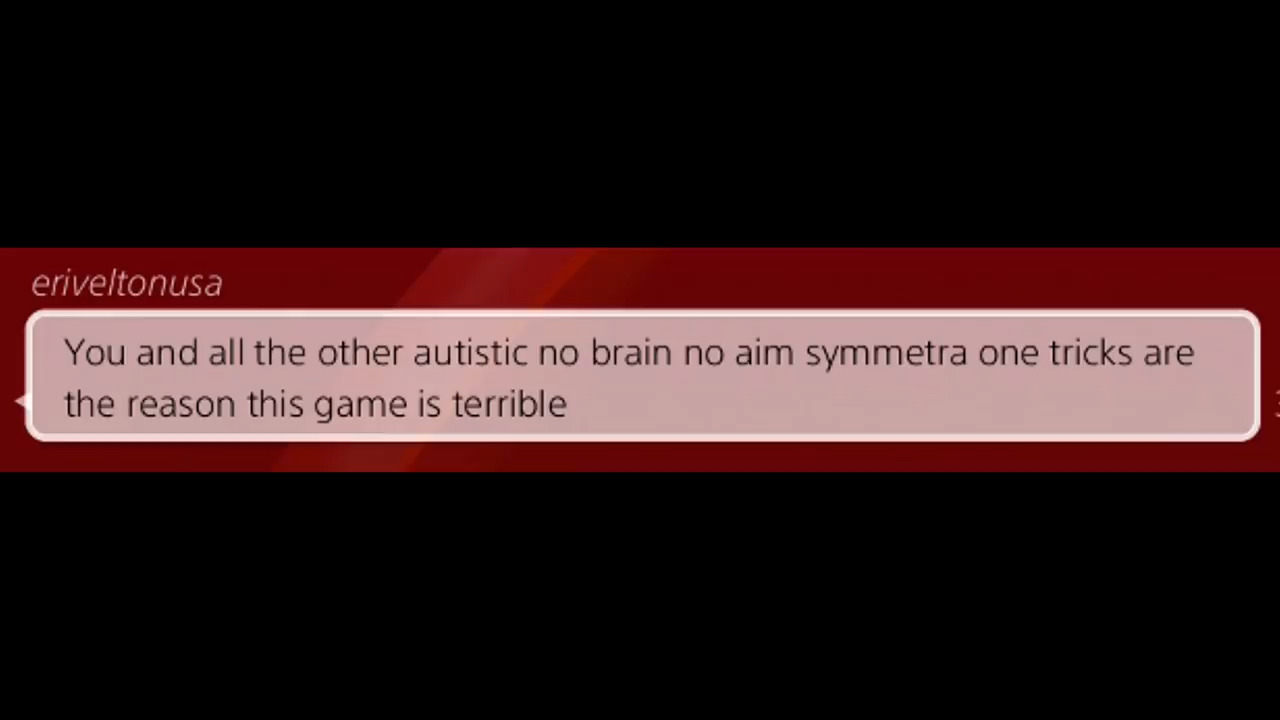 eriveltonusa
You and all the other autistic no brain no aim symmetra one tricks are
the reason this game is terrible